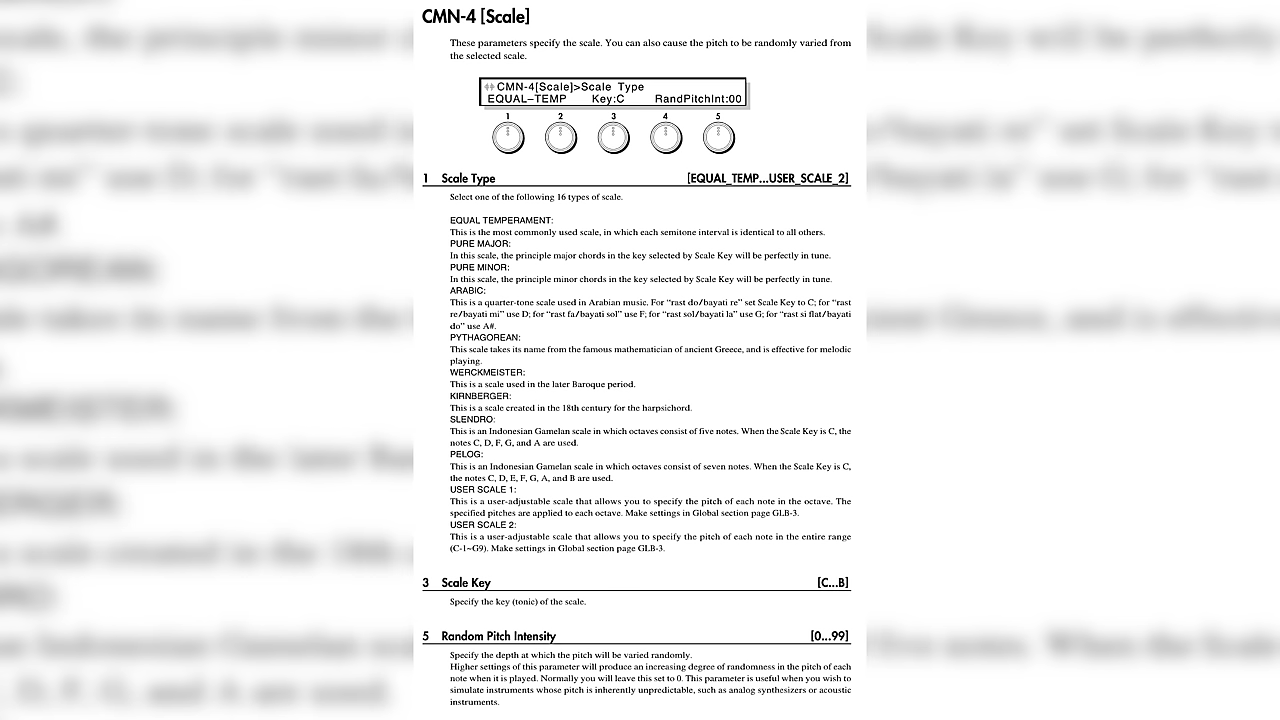 CMN-4 [Scale]
These parameters specify the scale. You can also cause the pitch to be randomly varied from
the selected scale.
CMN-4[Scale]>Scale Type
EQUAL–TEMP Key:C RandPitchInt:00
1 2 3 4 5
1 Scale Type [EQUAL_TEMP...USER_SCALE_2]
Select one of the following 16 types of scale.
EQUAL TEMPERAMENT:
This is the most commonly used scale, in which each semitone interval is identical to all others.
PURE MAJOR:
In this scale, the principle major chords in the key selected by Scale Key will be perfectly in tune.
PURE MINOR:
In this scale, the principle minor chords in the key selected by Scale Key will be perfectly in tune.
ARABIC:
This is a quarter-tone scale used in Arabian music. For “rast do/bayati re” set Scale Key to C; for “rast
re/bayati mi” use D; for “rast fa/bayati sol” use F; for “rast sol/bayati la” use G; for “rast si flat/bayati
do” use A#.
PYTHAGOREAN:
This scale takes its name from the famous mathematician of ancient Greece, and is effective for melodic
playing.
WERCKMEISTER:
This is a scale used in the later Baroque period.
KIRNBERGER:
This is a scale created in the 18th century for the harpsichord.
SLENDRO:
This is an Indonesian Gamelan scale in which octaves consist of five notes. When the Scale Key is C, the
notes C, D, F, G, and A are used.
PELOG:
This is an Indonesian Gamelan scale in which octaves consist of seven notes. When the Scale Key is C,
the notes C, D, E, F, G, A, and B are used.
USER SCALE 1:
This is a user-adjustable scale that allows you to specify the pitch of each note in the octave. The
specified pitches are applied to each octave. Make settings in Global section page GLB-3.
USER SCALE 2:
This is a user-adjustable scale that allows you to specify the pitch of each note in the entire range
(C-1~G9). Make settings in Global section page GLB-3.
3 Scale Key [C...B]
Specify the key (tonic) of the scale.
5 Random Pitch Intensity [0...99]
Specify the depth at which the pitch will be varied randomly.
Higher settings of this parameter will produce an increasing degree of randomness in the pitch of each
note when it is played. Normally you will leave this set to 0. This parameter is useful when you wish to
simulate instruments whose pitch is inherently unpredictable, such as analog synthesizers or acoustic
instruments.